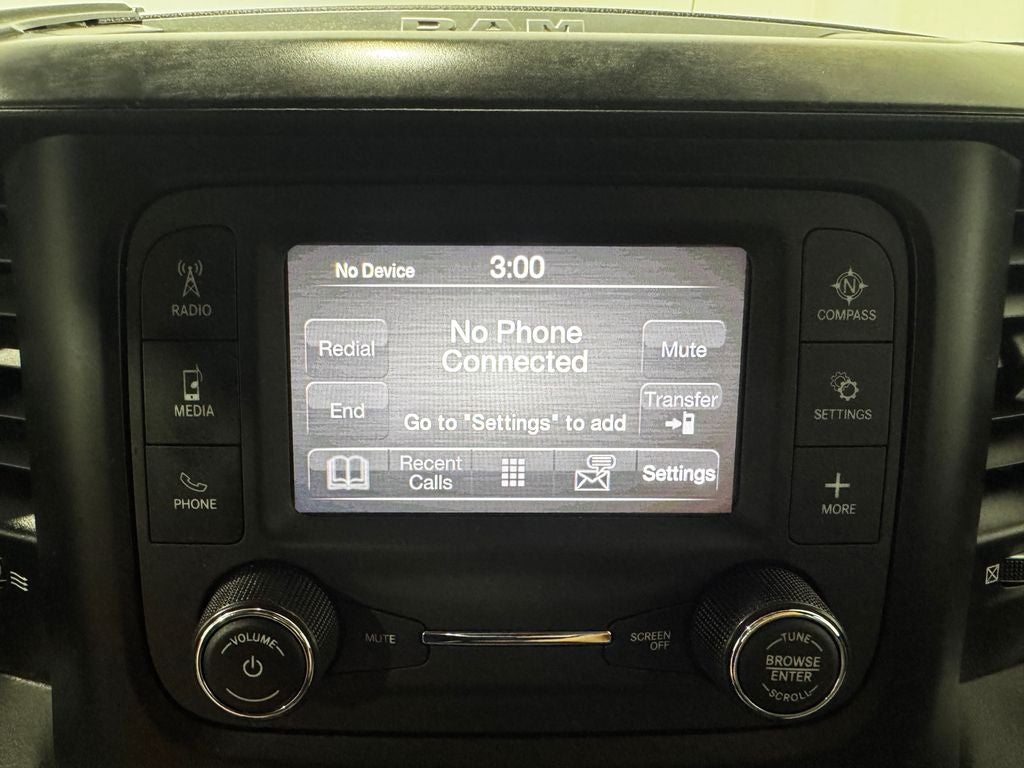 RAM
No Device
3:00
RADIO
MEDIA
PHONE
Redial
End
No Phone
Connected
Go to "Settings" to add
Mute
Transfer
Recent
Calls
Settings
N
COMPASS
SETTINGS
MORE
VOLUME
MUTE
SCREEN
OFF
TUNE
BROWSE
ENTER
SCROLL